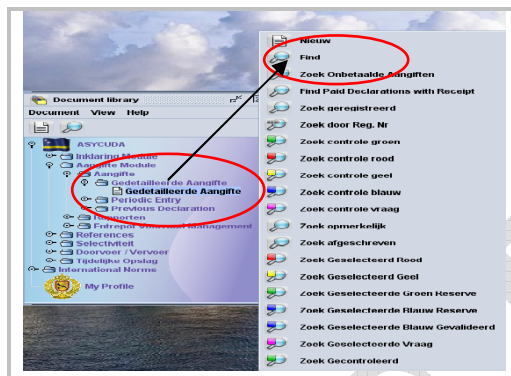 Document library
Document View Help
ASYCUDA
Inklaring Module
Aangifte Module
Aangifte
Gedetailleerde Aangifte
Gedetailleerde Aangifte
Periodic Entry
Previous Declaration
Rapporten
Entrepot Voorraad Management
References
Selectiviteit
Doorvoer / Vervoer
Tijdelijke Opslag
International Norms
My Profile
Nieuw
Find
Zoek Onbetaalde Aangiften
Find Paid Declarations with Receipt
Zoek geregistreerd
Zoek door Reg. Nr
Zoek controle groen
Zoek controle rood
Zoek controle geel
Zoek controle blauw
Zoek controle vraag
Zoek opmerkelijk
Zoek afgeschreven
Zoek Geselecteerd Rood
Zoek Geselecteerd Geel
Zoek Geselecteerde Groen Reserve
Zoek Geselecteerde Blauw Reserve
Zoek Geselecteerde Blauw Gevalideerd
Zoek Geselecteerde Vraag
Zoek Gecontroleerd